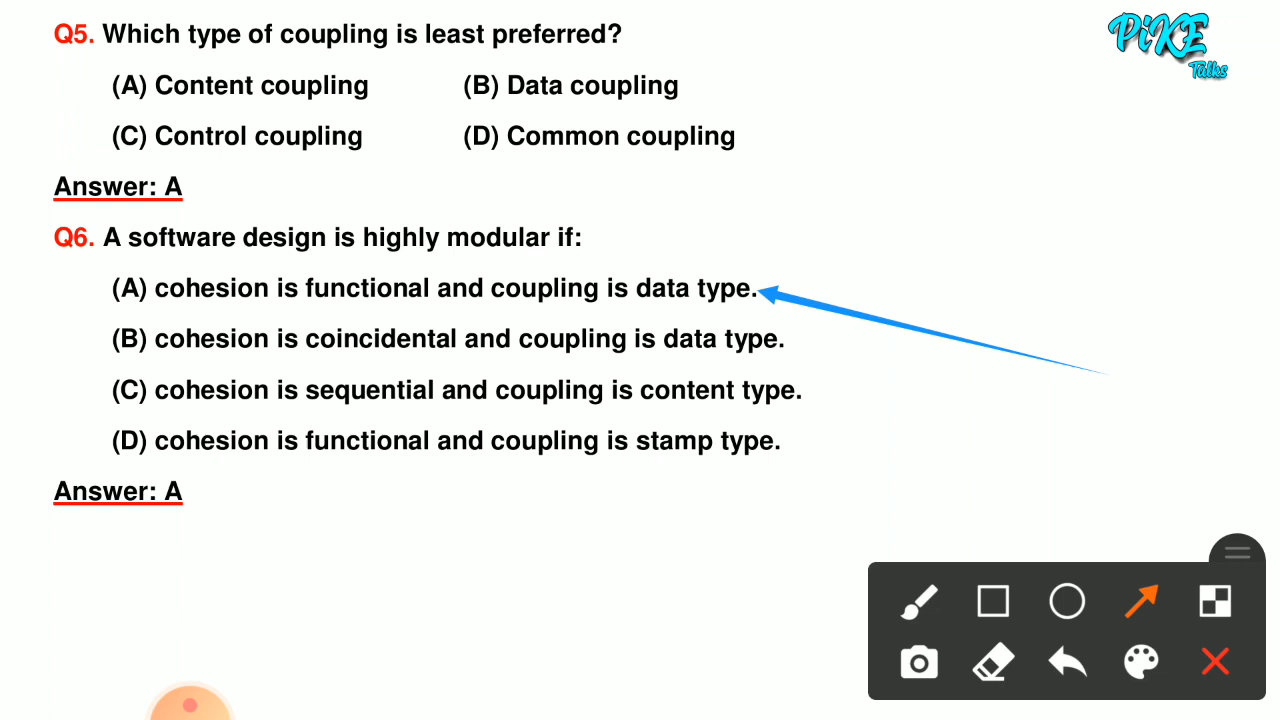 PiKE
Talks
Q5. Which type of coupling is least preferred?
(A) Content coupling (B) Data coupling
(C) Control coupling (D) Common coupling
Answer: A
Q6. A software design is highly modular if:
(A) cohesion is functional and coupling is data type.
(B) cohesion is coincidental and coupling is data type.
(C) cohesion is sequential and coupling is content type.
(D) cohesion is functional and coupling is stamp type.
Answer: A